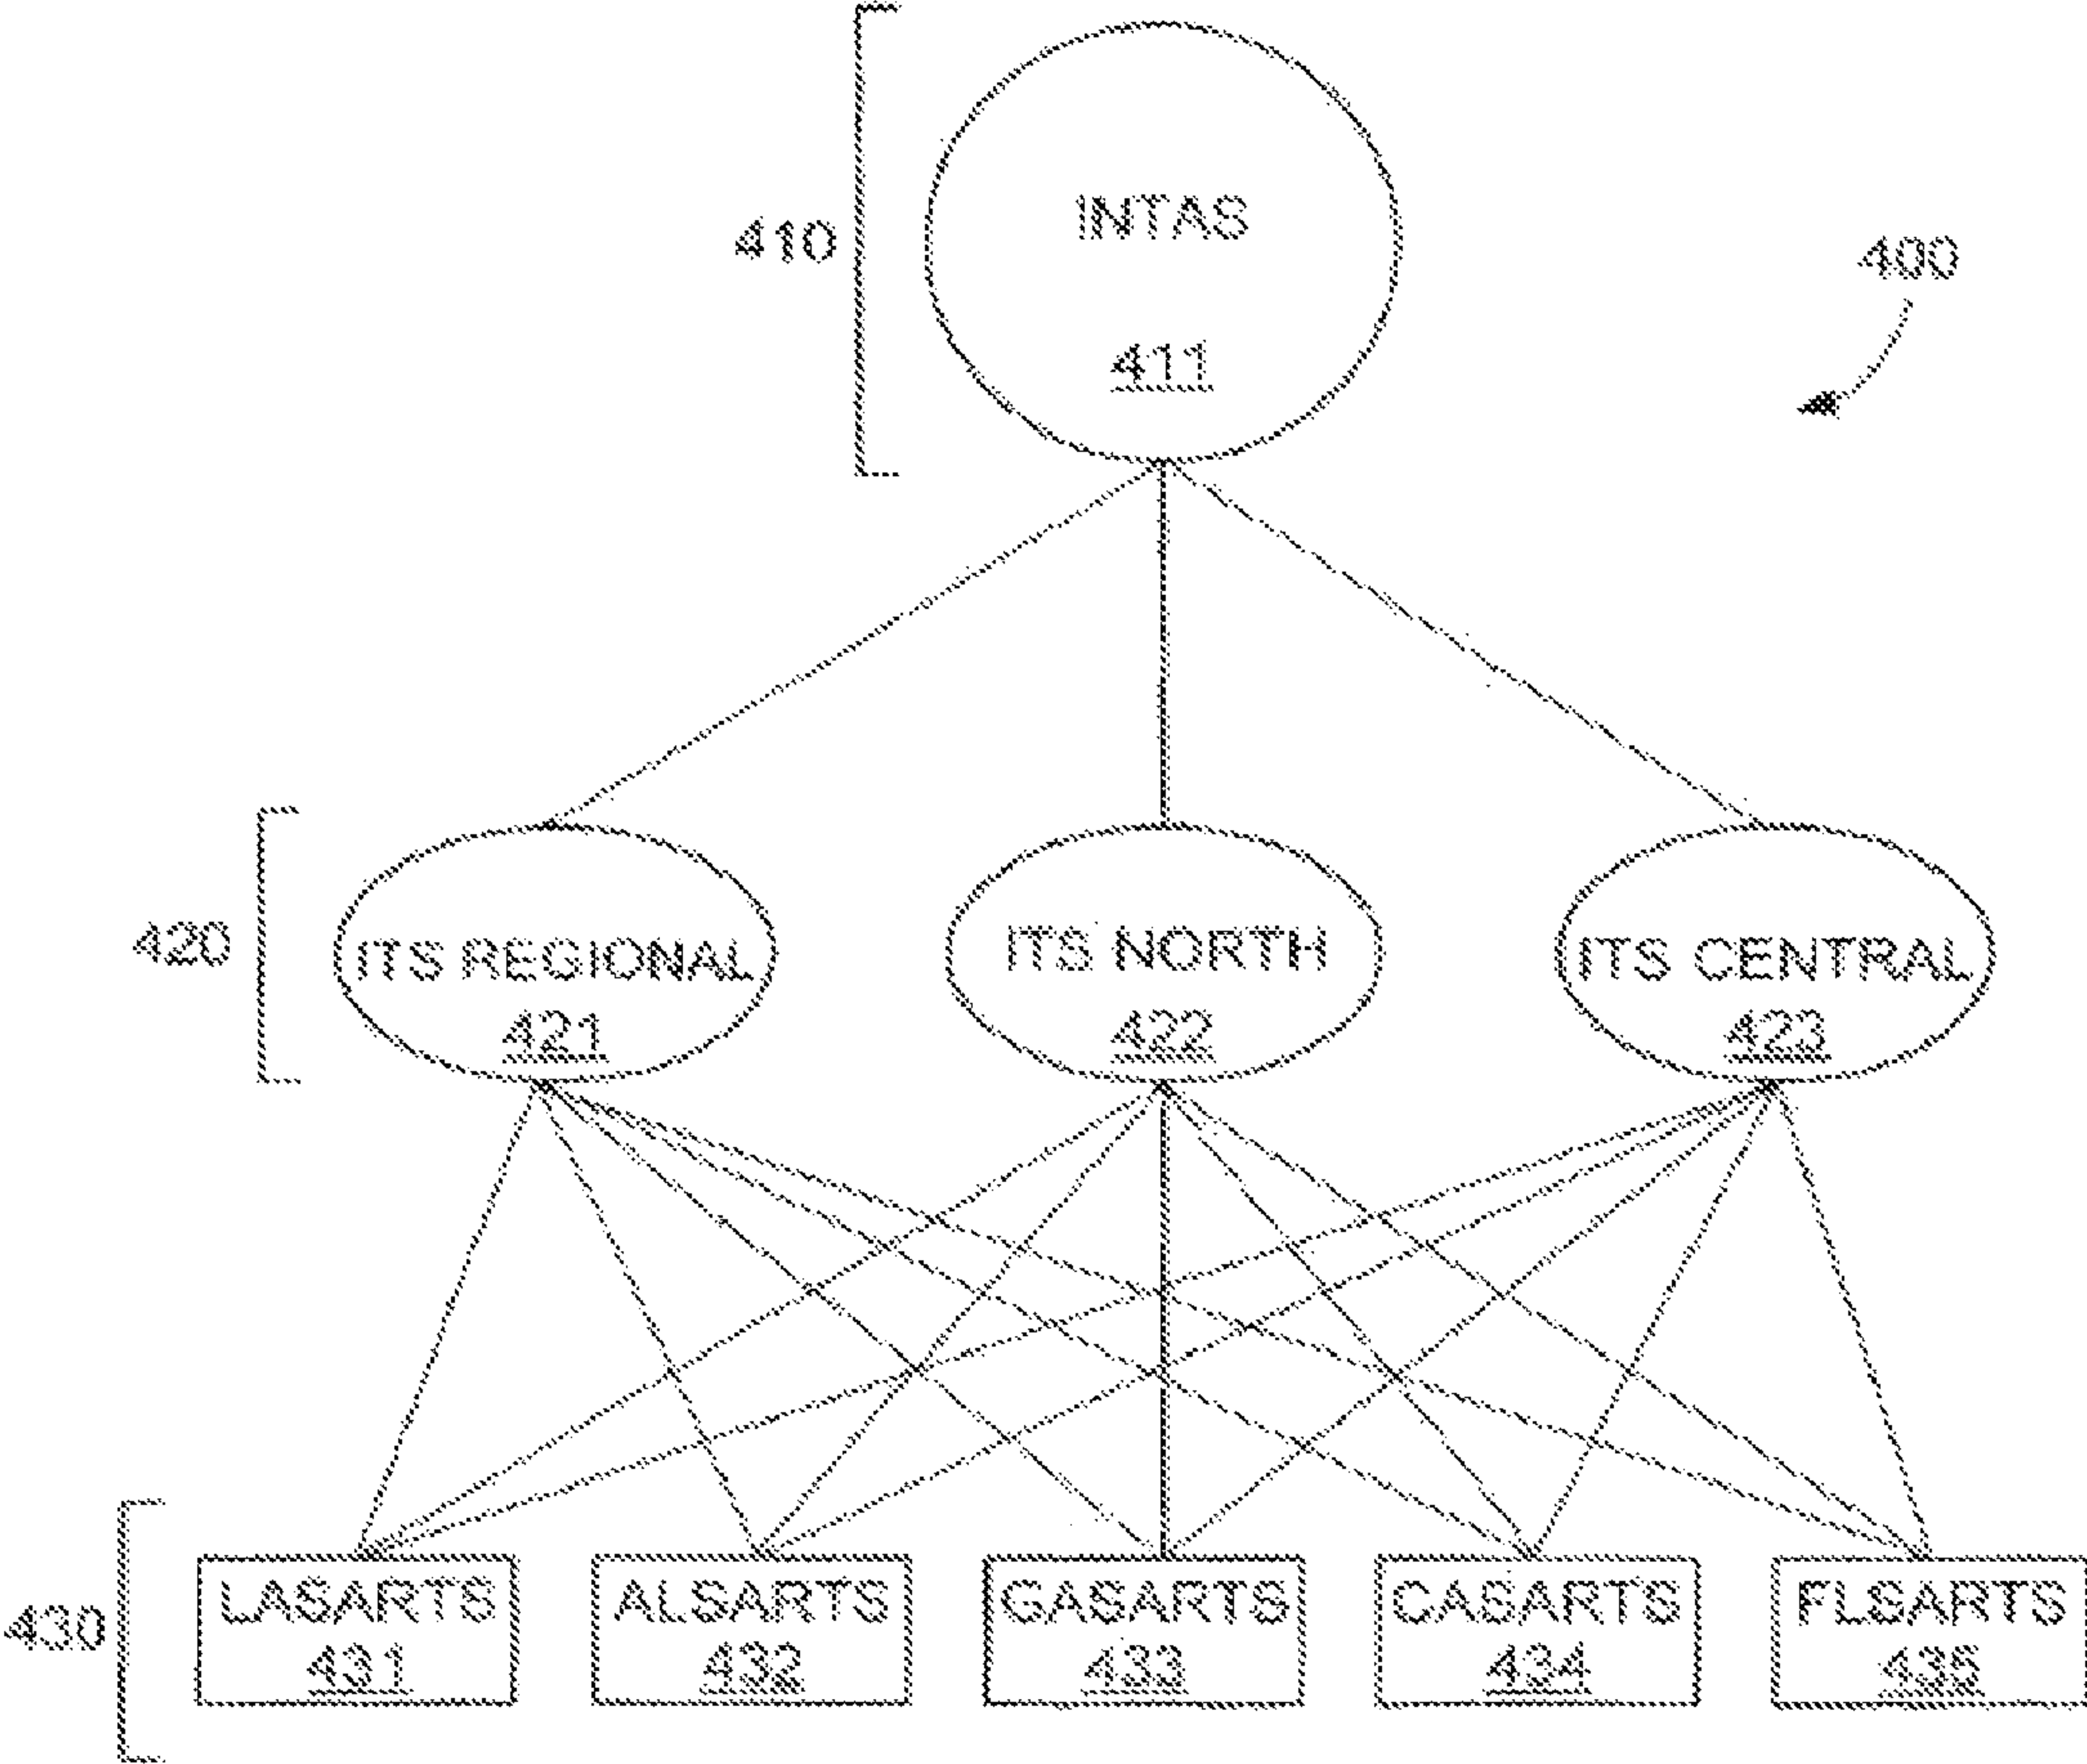 INTAS
410
400
411
420
ITS REGIONAL
ITS NORTH
ITS CENTRAL
421
422
423
430
LASARTS
ALSARTS
GASARTS
CASARTS
FLSARTS
431
432
433
434
435